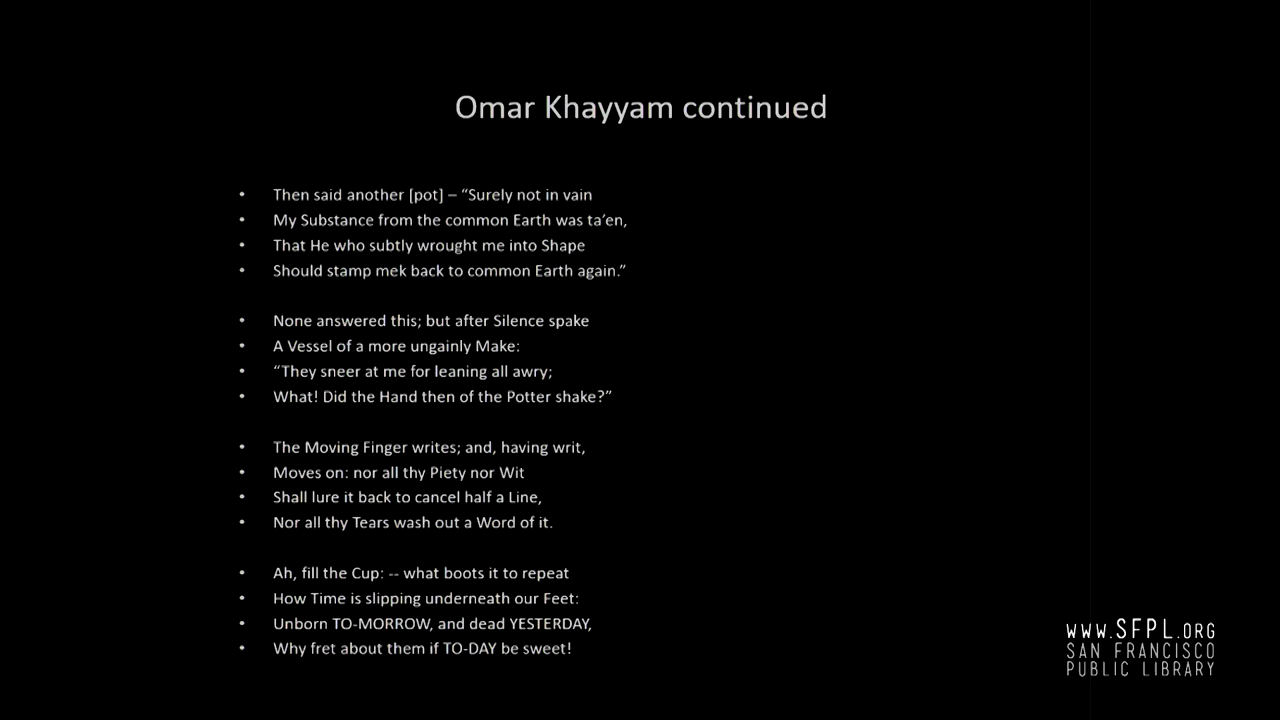 Omar Khayyam continued
• Then said another [pot] – “Surely not in vain
• My Substance from the common Earth was ta’en,
• That He who subtly wrought me into Shape
• Should stamp mek back to common Earth again.”
• None answered this; but after Silence spake
• A Vessel of a more ungainly Make:
• “They sneer at me for leaning all awry;
• What! Did the Hand then of the Potter shake?”
• The Moving Finger writes; and, having writ,
• Moves on: nor all thy Piety nor Wit
• Shall lure it back to cancel half a Line,
• Nor all thy Tears wash out a Word of it.
• Ah, fill the Cup: -- what boots it to repeat
• How Time is slipping underneath our Feet:
• Unborn TO-MORROW, and dead YESTERDAY,
• Why fret about them if TO-DAY be sweet!
www.SFPL.ORG
SAN FRANCISCO
PUBLIC LIBRARY